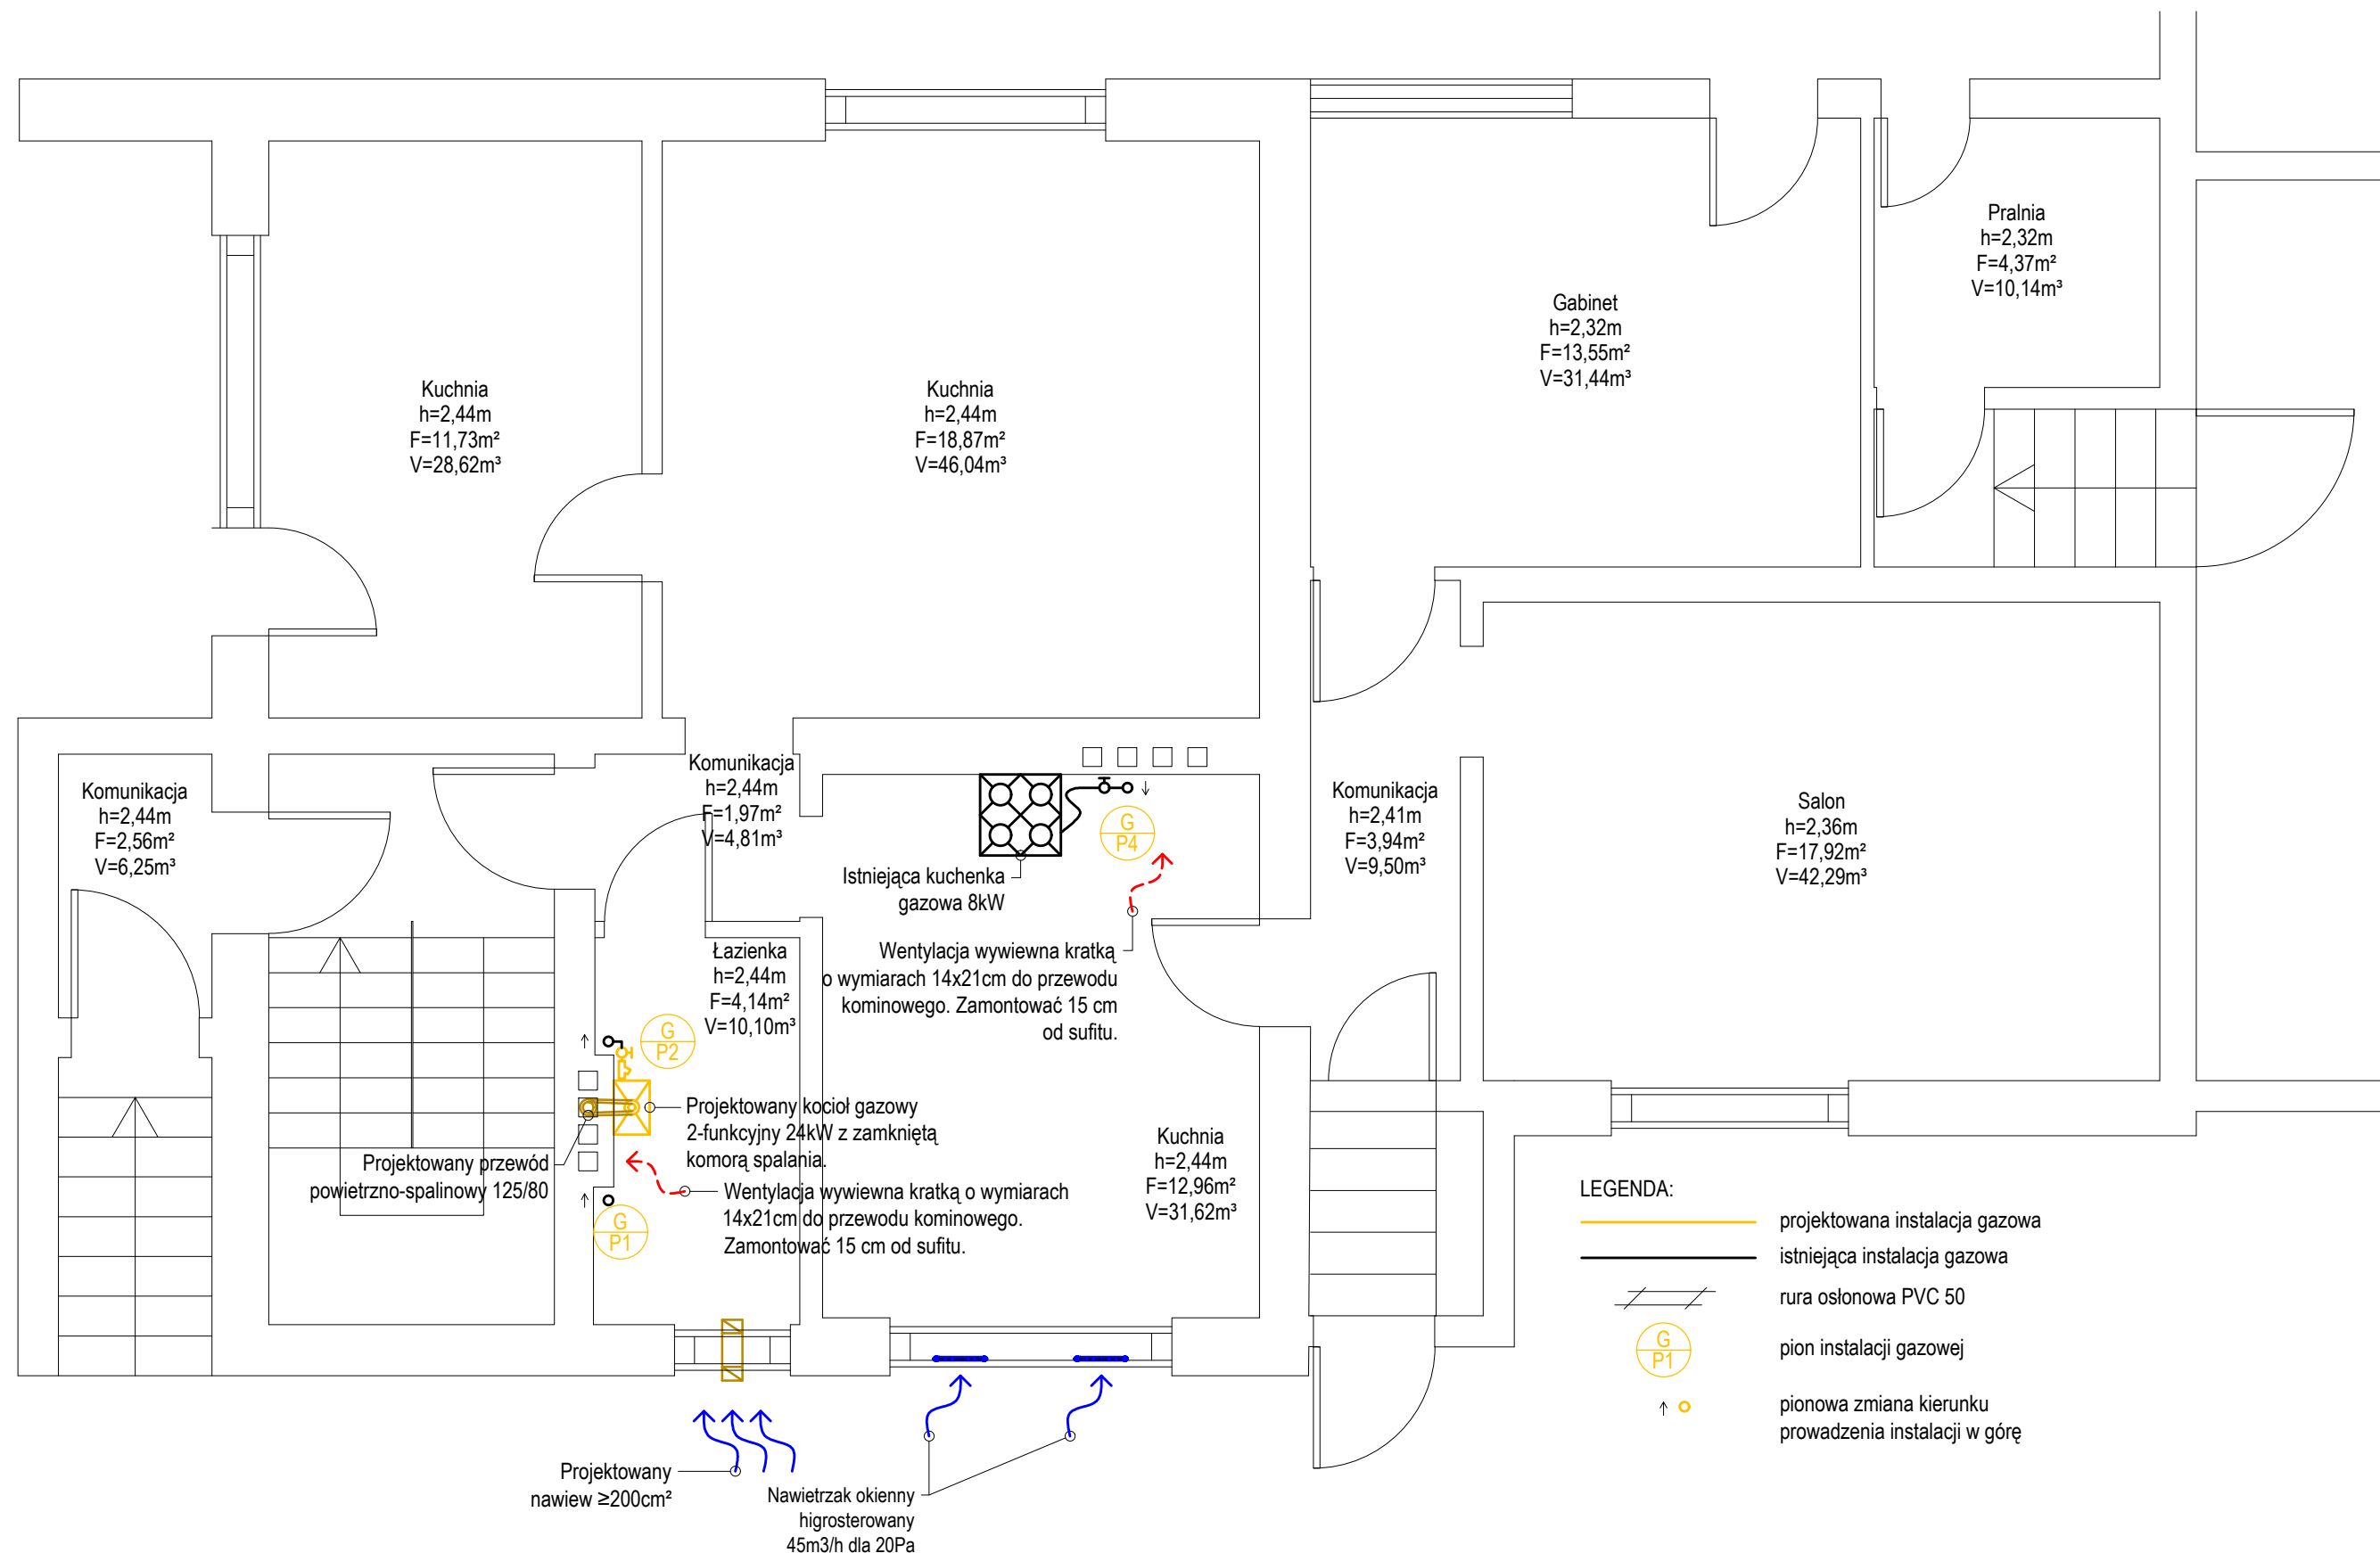 Pralnia
h=2,32m
F=4,37m²
V=10,14m³
Gabinet
h=2,32m
F=13,55m²
V=31,44m³
Kuchnia
h=2,44m
F=11,73m²
V=28,62m³
Kuchnia
h=2,44m
F=18,87m²
V=46,04m³
Komunikacja
h=2,44m
F=2,56m²
V=6,25m³
Komunikacja
h=2,44m
F=1,97m²
V=4,81m³
Istniejąca kuchenka
gazowa 8kW
G
P4
Komunikacja
h=2,41m
F=3,94m²
V=9,50m³
Salon
h=2,36m
F=17,92m²
V=42,29m³
Łazienka
h=2,44m
F=4,14m²
V=10,10m³
Wentylacja wywiewna kratką
o wymiarach 14x21cm do przewodu
kominowego. Zamontować 15 cm
od sufitu.
G
P2
Projektowany kocioł gazowy
2-funkcyjny 24kW z zamkniętą
komorą spalania.
Projektowany przewód
powietrzno-spalinowy 125/80
Wentylacja wywiewna kratką o wymiarach
14x21cm do przewodu kominowego.
Zamontować 15 cm od sufitu.
G
P1
Kuchnia
h=2,44m
F=12,96m²
V=31,62m³
LEGENDA:
projektowana instalacja gazowa
istniejąca instalacja gazowa
rura osłonowa PVC 50
G
P1
pion instalacji gazowej
pionowa zmiana kierunku
prowadzenia instalacji w górę
Projektowany
nawiew ≥200cm²
Nawietrzak okienny
higrosterowany
45m3/h dla 20Pa